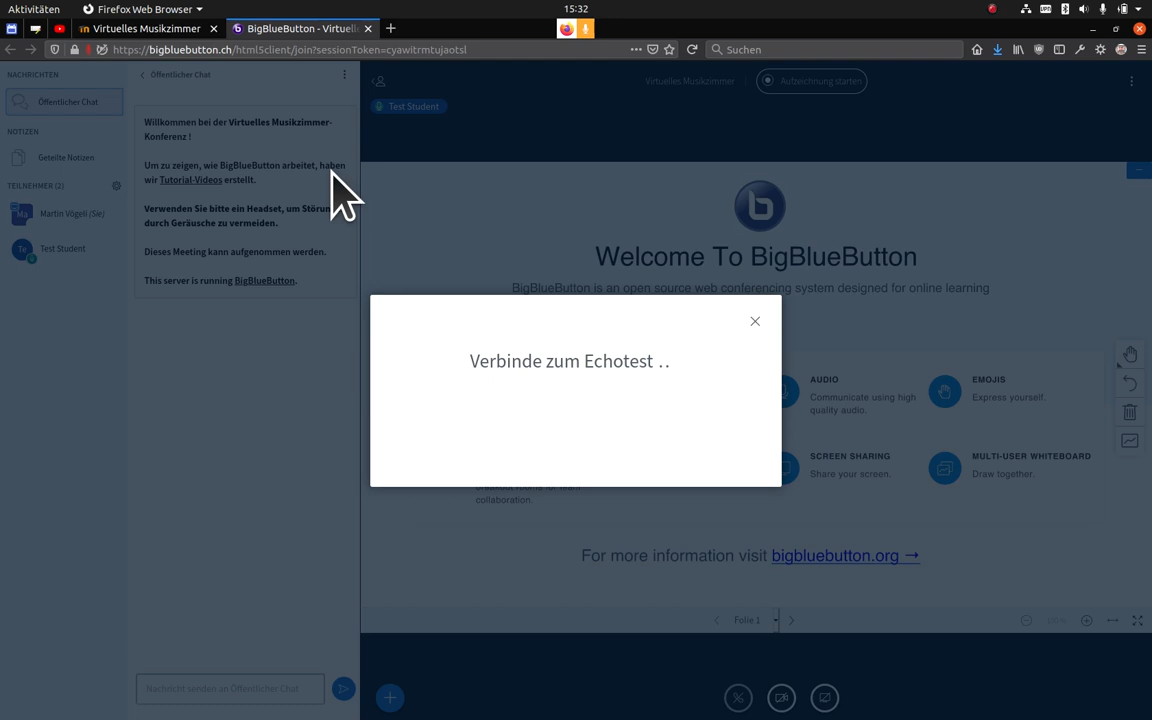 Aktivitäten
Firefox Web Browser
15:32
Virtuelles Musikzimmer
BigBlueButton - Virtuelle
https://bigbluebutton.ch/html5client/join?sessionToken=cyawitrmtujaotsl
Suchen
NACHRICHTEN
Öffentlicher Chat
NOTIZEN
Geteilte Notizen
TEILNEHMER (2)
Ma
Martin Vögeli (Sie)
Te
Test Student
Öffentlicher Chat
Willkommen bei der Virtuelles Musikzimmer-
Konferenz !
Um zu zeigen, wie BigBlueButton arbeitet, haben
wir Tutorial-Videos erstellt.
Verwenden Sie bitte ein Headset, um Störun
durch Geräusche zu vermeiden.
Dieses Meeting kann aufgenommen werden.
This server is running BigBlueButton.
Nachricht senden an Öffentlicher Chat
Virtuelles Musikzimmer
Aufzeichnung starten
Test Student
b
Welcome To BigBlueButton
BigBlueButton is an open source web conferencing system designed for online learning
Verbinde zum Echotest ..
AUDIO
Communicate using high
quality audio.
EMOJIS
Express yourself.
SCREEN SHARING
Share your screen.
MULTI-USER WHITEBOARD
Draw together.
collaboration.
For more information visit bigbluebutton.org →
Folie 1